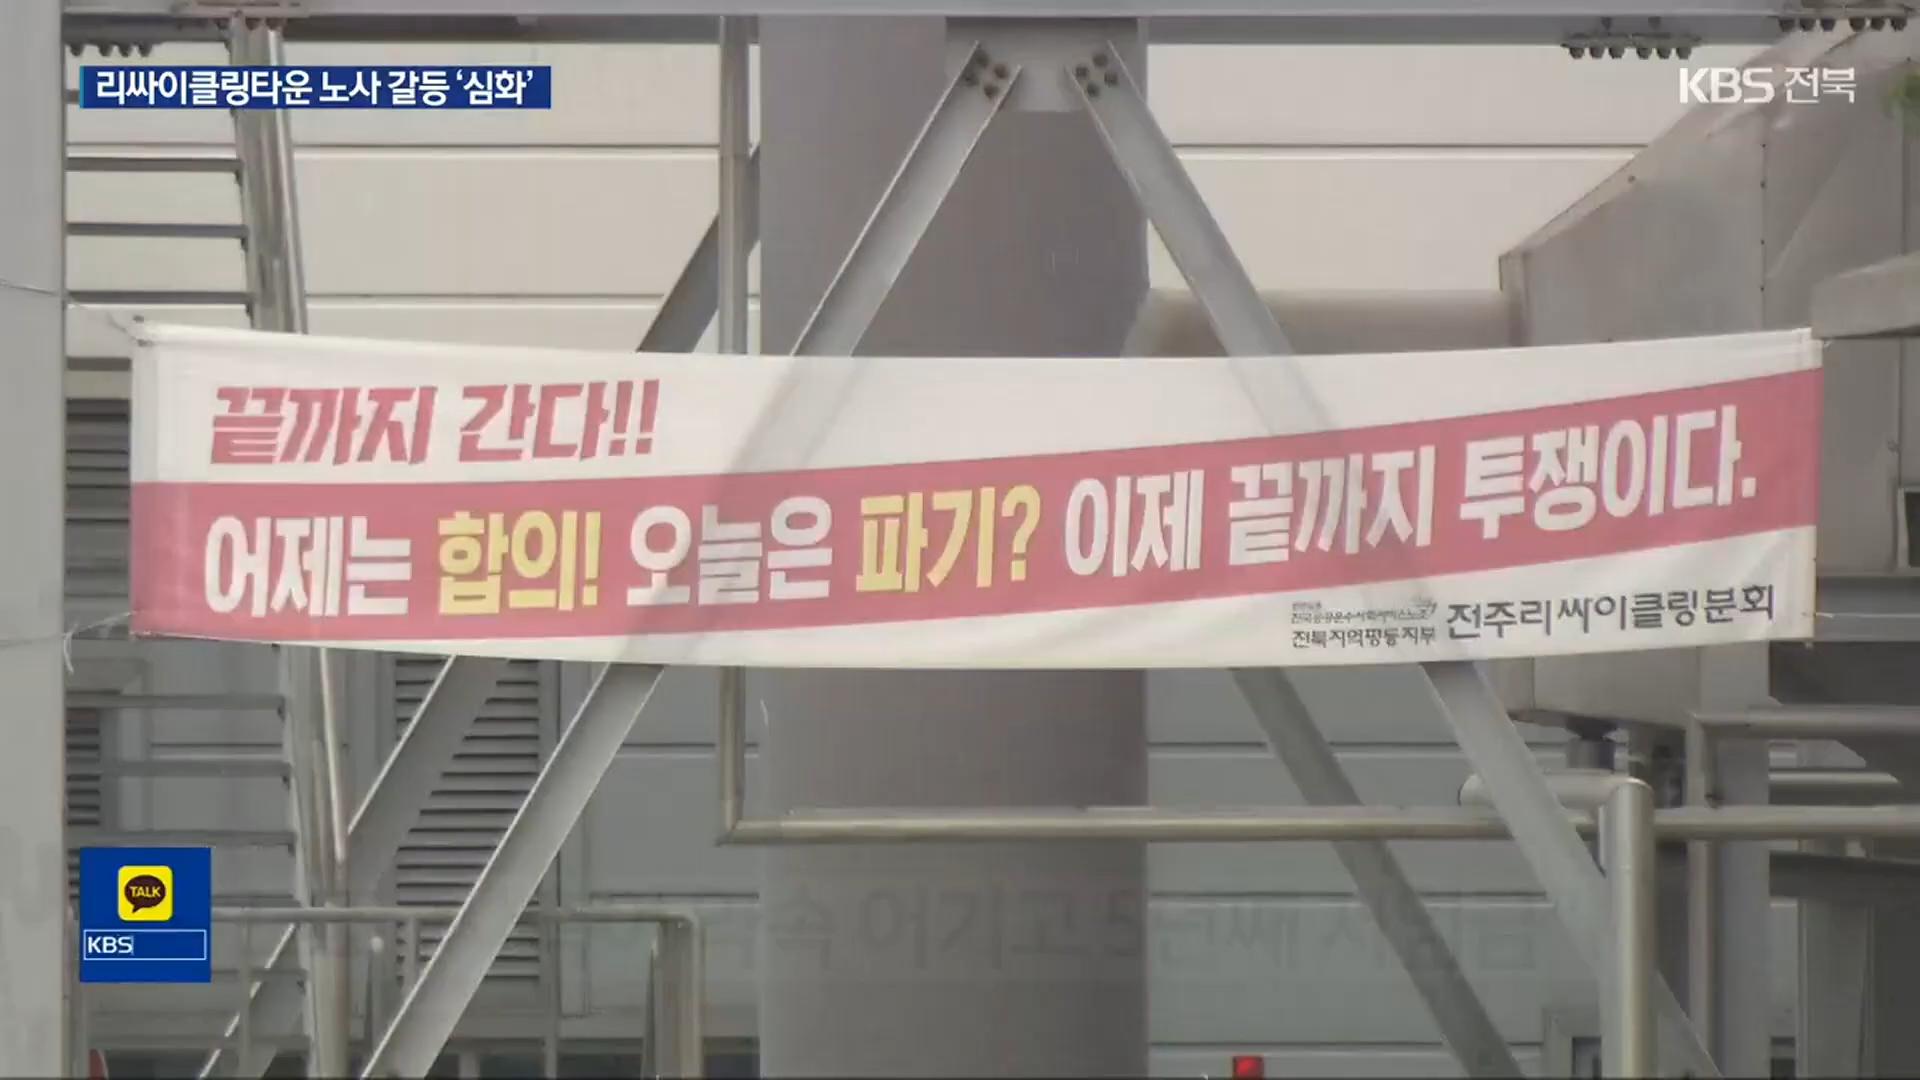 리싸이클링타운 노사 갈등 ‘심화’
KBS 전북
끝까지 간다!!
어제는 합의! 오늘은 파기? 이제 끝까지 투쟁이다.
전북지역평등지부 전주리싸이클링분회
TALK
KBS